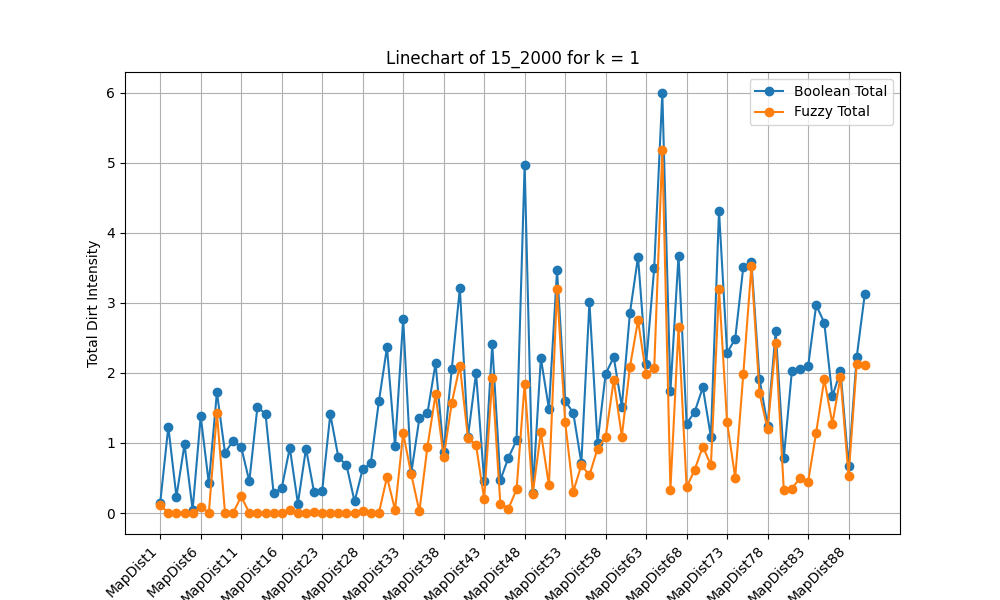 Linechart of 15_2000 for k = 1
Boolean Total
Fuzzy Total
Total Dirt Intensity
6
5
4
3
2
1
0
MapDist1
MapDist6
MapDist11
MapDist16
MapDist23
MapDist28
MapDist33
MapDist38
MapDist43
MapDist48
MapDist53
MapDist58
MapDist63
MapDist68
MapDist73
MapDist78
MapDist83
MapDist88